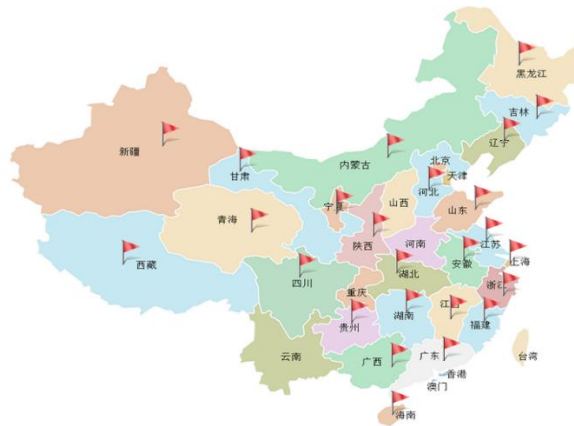 黑龙江
吉林
辽宁
新疆
甘肃
内蒙古
北京
天津
河北
山西
山东
宁夏
青海
陕西
河南
江苏
西藏
四川
湖北
安徽
上海
重庆
浙江
贵州
湖南
江西
福建
云南
广西
广东
台湾
香港
澳门
海南